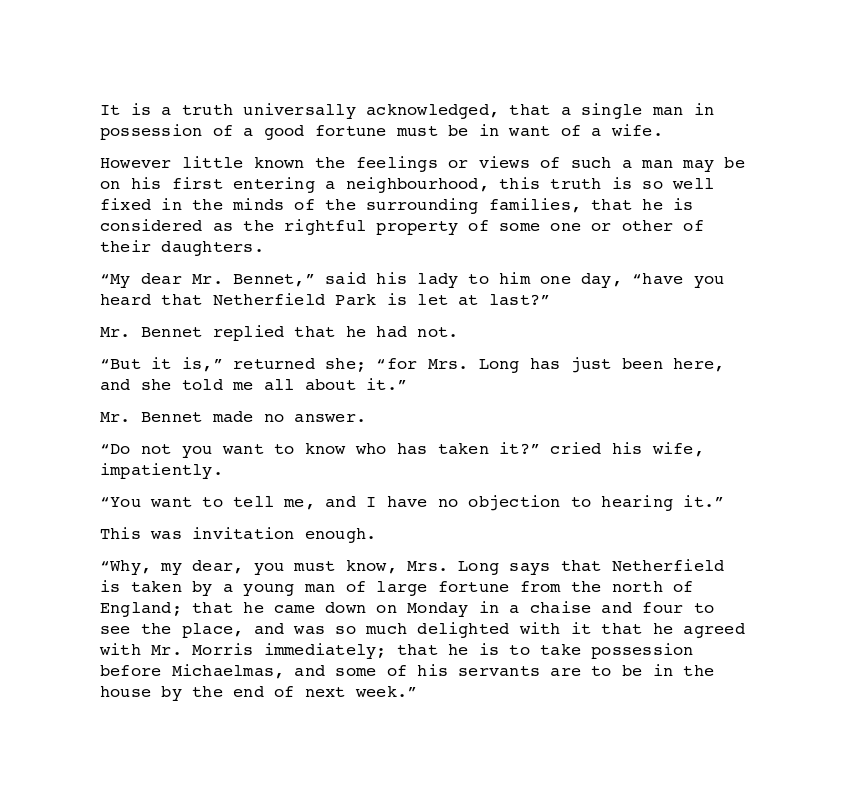 It is a truth universally acknowledged, that a single man in
possession of a good fortune must be in want of a wife.
However little known the feelings or views of such a man may be
on his first entering a neighbourhood, this truth is so well
fixed in the minds of the surrounding families, that he is
considered as the rightful property of some one or other of
their daughters.
“My dear Mr. Bennet,” said his lady to him one day, “have you
heard that Netherfield Park is let at last?”
Mr. Bennet replied that he had not.
“But it is,” returned she; “for Mrs. Long has just been here,
and she told me all about it.”
Mr. Bennet made no answer.
“Do not you want to know who has taken it?” cried his wife,
impatiently.
“You want to tell me, and I have no objection to hearing it.”
This was invitation enough.
“Why, my dear, you must know, Mrs. Long says that Netherfield
is taken by a young man of large fortune from the north of
England; that he came down on Monday in a chaise and four to
see the place, and was so much delighted with it that he agreed
with Mr. Morris immediately; that he is to take possession
before Michaelmas, and some of his servants are to be in the
house by the end of next week.”